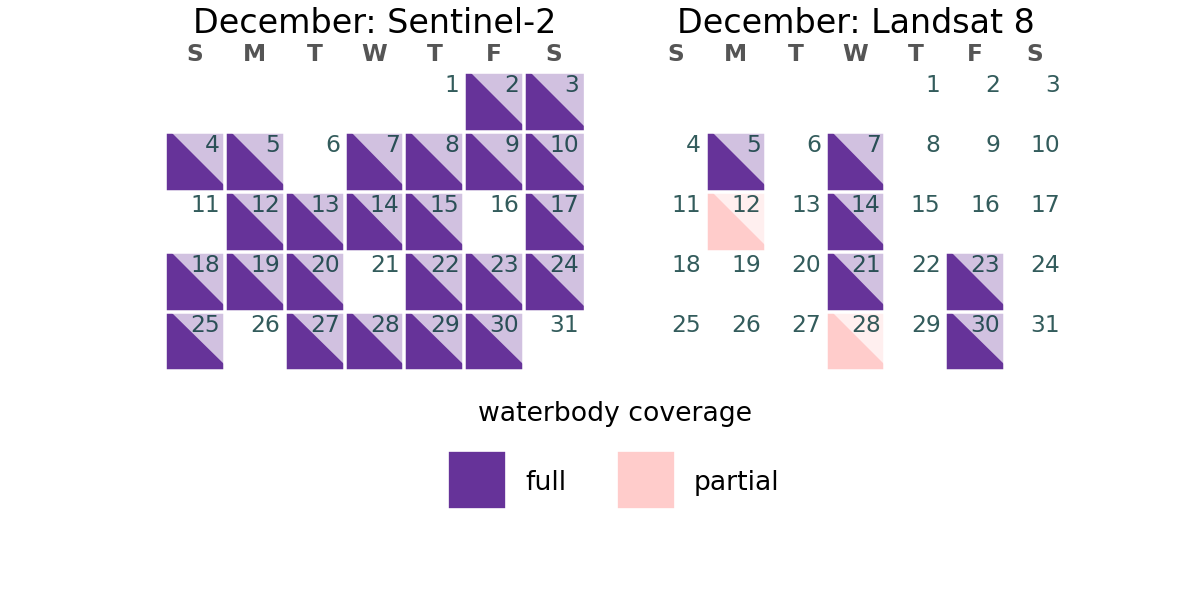 December: Sentinel-2
S M T W T F S
1 2 3
4 5 6 7 8 9 10
11 12 13 14 15 16 17
18 19 20 21 22 23 24
25 26 27 28 29 30 31
December: Landsat 8
S M T W T F S
1 2 3
4 5 6 7 8 9 10
11 12 13 14 15 16 17
18 19 20 21 22 23 24
25 26 27 28 29 30 31
waterbody coverage
full partial